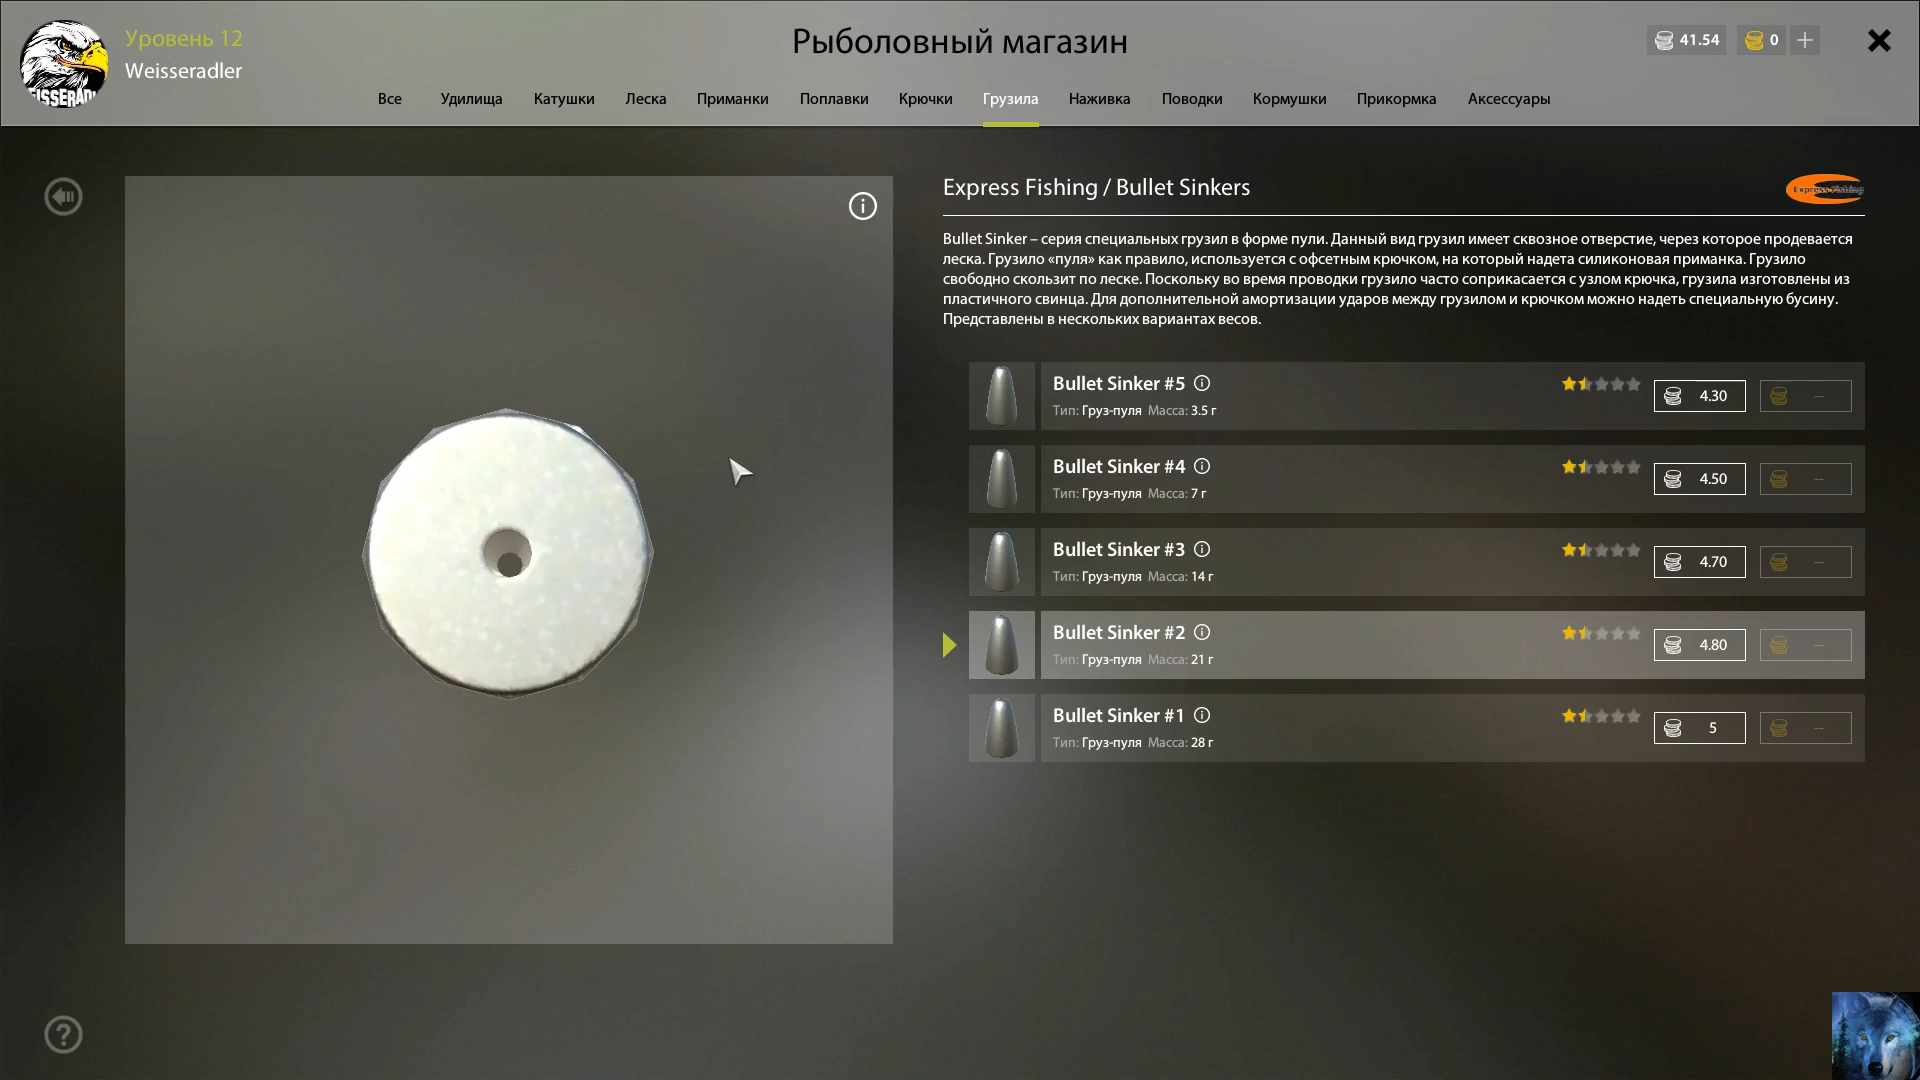 Уровень 12
Weisseradler
Рыболовный магазин
41.54
0
Все Удилища Катушки Леска Приманки Поплавки Крючки Грузила Наживка Поводки Кормушки Прикормка Аксессуары
Express Fishing / Bullet Sinkers
Express Fishing
Bullet Sinker – серия специальных грузил в форме пули. Данный вид грузил имеет сквозное отверстие, через которое продевается
леска. Грузило «пуля» как правило, используется с офсетным крючком, на который надета силиконовая приманка. Грузило
свободно скользит по леске. Поскольку во время проводки грузило часто соприкасается с узлом крючка, грузила изготовлены из
пластичного свинца. Для дополнительной амортизации ударов между грузилом и крючком можно надеть специальную бусину.
Представлены в нескольких вариантах весов.
Bullet Sinker #5
Тип: Груз-пуля Масса: 3.5 г
4.30 –
Bullet Sinker #4
Тип: Груз-пуля Масса: 7 г
4.50 –
Bullet Sinker #3
Тип: Груз-пуля Масса: 14 г
4.70 –
Bullet Sinker #2
Тип: Груз-пуля Масса: 21 г
4.80 –
Bullet Sinker #1
Тип: Груз-пуля Масса: 28 г
5 –